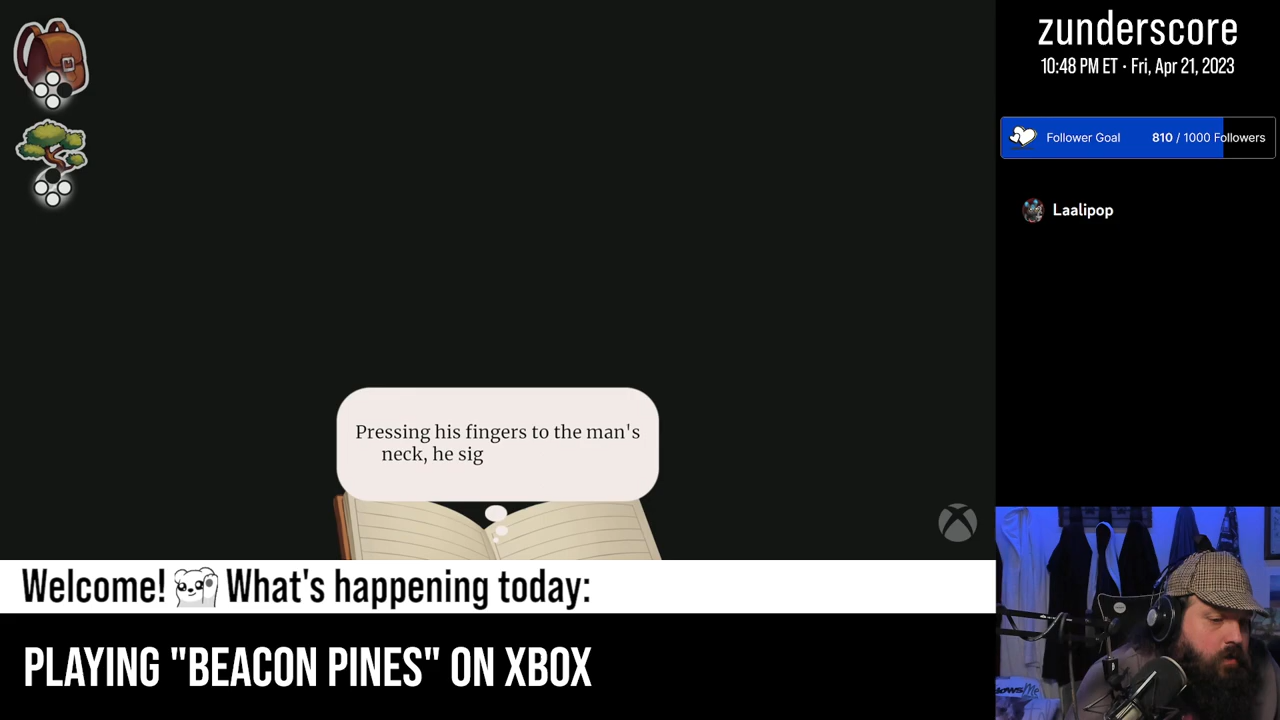 zunderscore
10:48 PM ET · Fri, Apr 21, 2023
Follower Goal 810 / 1000 Followers
Laalipop
Pressing his fingers to the man's
neck, he sig
Welcome! What's happening today:
PLAYING "BEACON PINES" ON XBOX